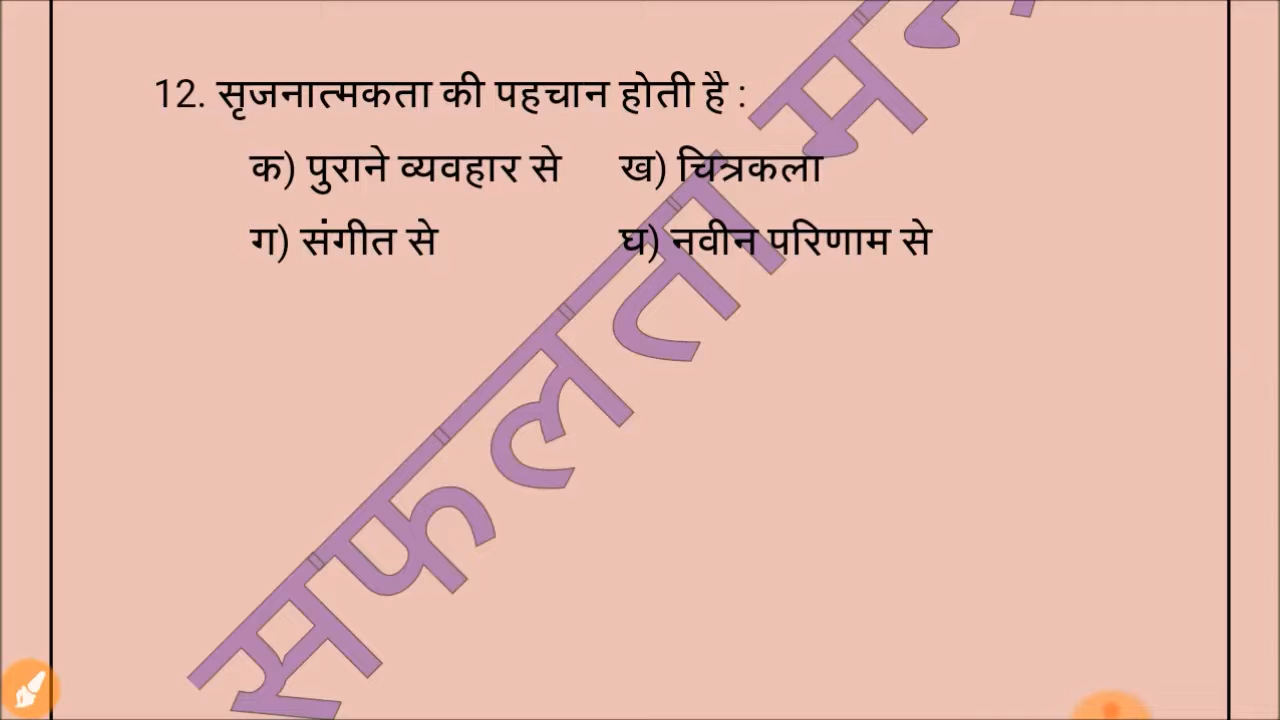 12. सृजनात्मकता की पहचान होती है :
क) पुराने व्यवहार से ख) चित्रकला
ग) संगीत से घ) नवीन परिणाम से
सफलता